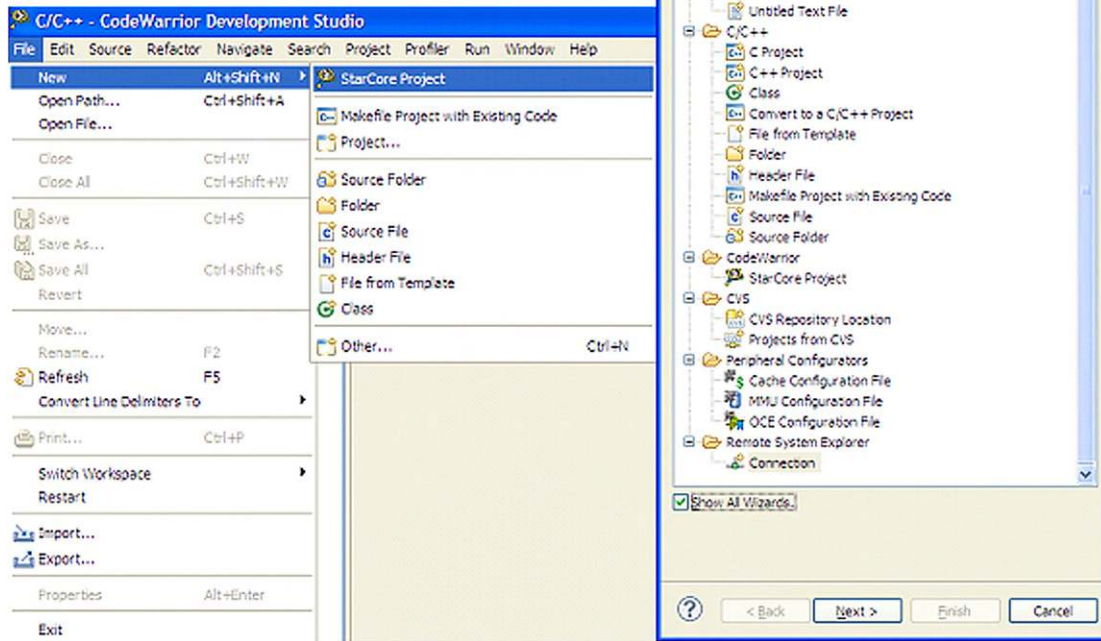 C/C++ - CodeWarrior Development Studio
File Edit Source Refactor Navigate Search Project Profiler Run Window Help
New Alt+Shift+N
Open Path... Ctrl+Shift+A
Open File...
Close Ctrl+W
Close All Ctrl+Shift+W
Save Ctrl+S
Save As...
Save All Ctrl+Shift+S
Revert
Move...
Rename... F2
Refresh F5
Convert Line Delimiters To
Print... Ctrl+P
Switch Workspace
Restart
Import...
Export...
Properties Alt+Enter
Exit
StarCore Project
Makefile Project with Existing Code
Project...
Source Folder
Folder
Source File
Header File
File from Template
Class
Other... Ctrl+N
Untitled Text File
C/C++
C Project
C++ Project
Class
Convert to a C/C++ Project
File from Template
Folder
Header File
Makefile Project with Existing Code
Source File
Source Folder
CodeWarrior
StarCore Project
CVS
CVS Repository Location
Projects from CVS
Peripheral Configurators
Cache Configuration File
MMU Configuration File
OCE Configuration File
Remote System Explorer
Connection
Show All Wizards.
? < Back Next > Finish Cancel